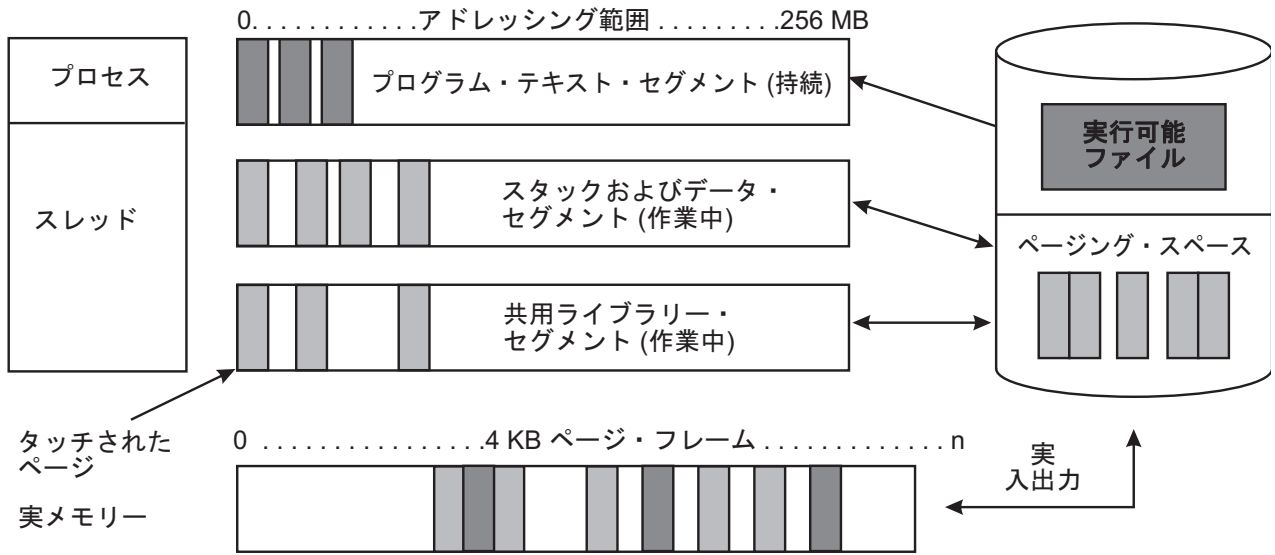 0. . . . . . . . . . . . .アドレッシング範囲 . . . . . . . . .256 MB
プロセス
スレッド
プログラム・テキスト・セグメント (持続)
スタックおよびデータ・
セグメント (作業中)
共用ライブラリー・
セグメント (作業中)
実行可能
ファイル
ページング・スペース
タッチされた
ページ
0 . . . . . . . . . . . . . . . . .4 KB ページ・フレーム . . . . . . . . . . . . . n
実
入出力
実メモリー